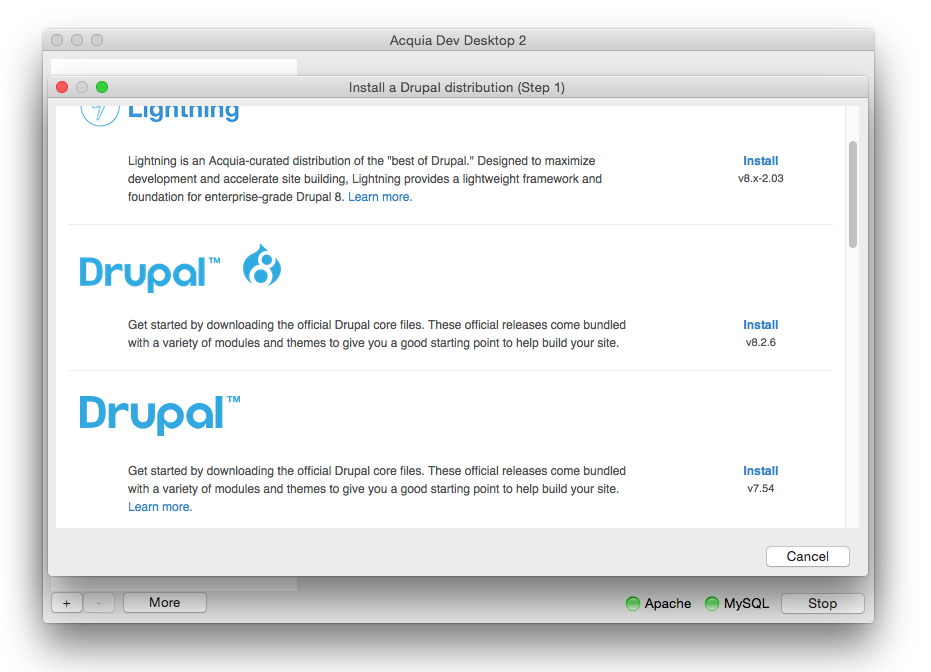 Acquia Dev Desktop 2
Install a Drupal distribution (Step 1)
Lightning
Lightning is an Acquia-curated distribution of the "best of Drupal." Designed to maximize
development and accelerate site building, Lightning provides a lightweight framework and
foundation for enterprise-grade Drupal 8. Learn more.
Install
v8.x-2.03
Drupal™ 8
Get started by downloading the official Drupal core files. These official releases come bundled
with a variety of modules and themes to give you a good starting point to help build your site.
Install
v8.2.6
Drupal™
Get started by downloading the official Drupal core files. These official releases come bundled
with a variety of modules and themes to give you a good starting point to help build your site.
Learn more.
Install
v7.54
Cancel
+ - More Apache MySQL Stop